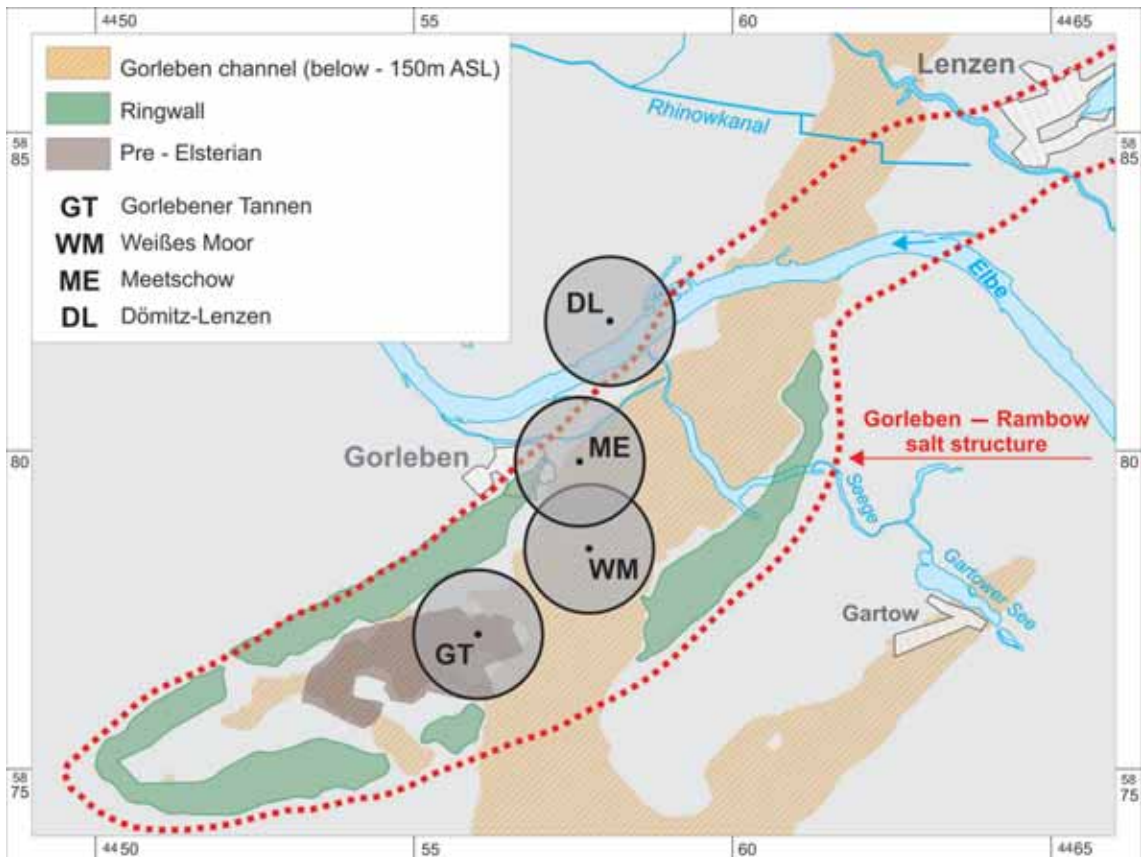 44 50
55
60
44 65
Gorleben channel (below - 150m ASL)
Ringwall
Pre - Elsterian
GT Gorlebener Tannen
WM Weißes Moor
ME Meetschow
DL Dömitz-Lenzen
Lenzen
Rhinowkanal
58
85
58
85
DL
Elbe
Gorleben — Rambow
salt structure
80
Gorleben
ME
80
Seege
WM
Gartower See
Gartow
GT
58
75
58
75
44 50
55
60
44 65